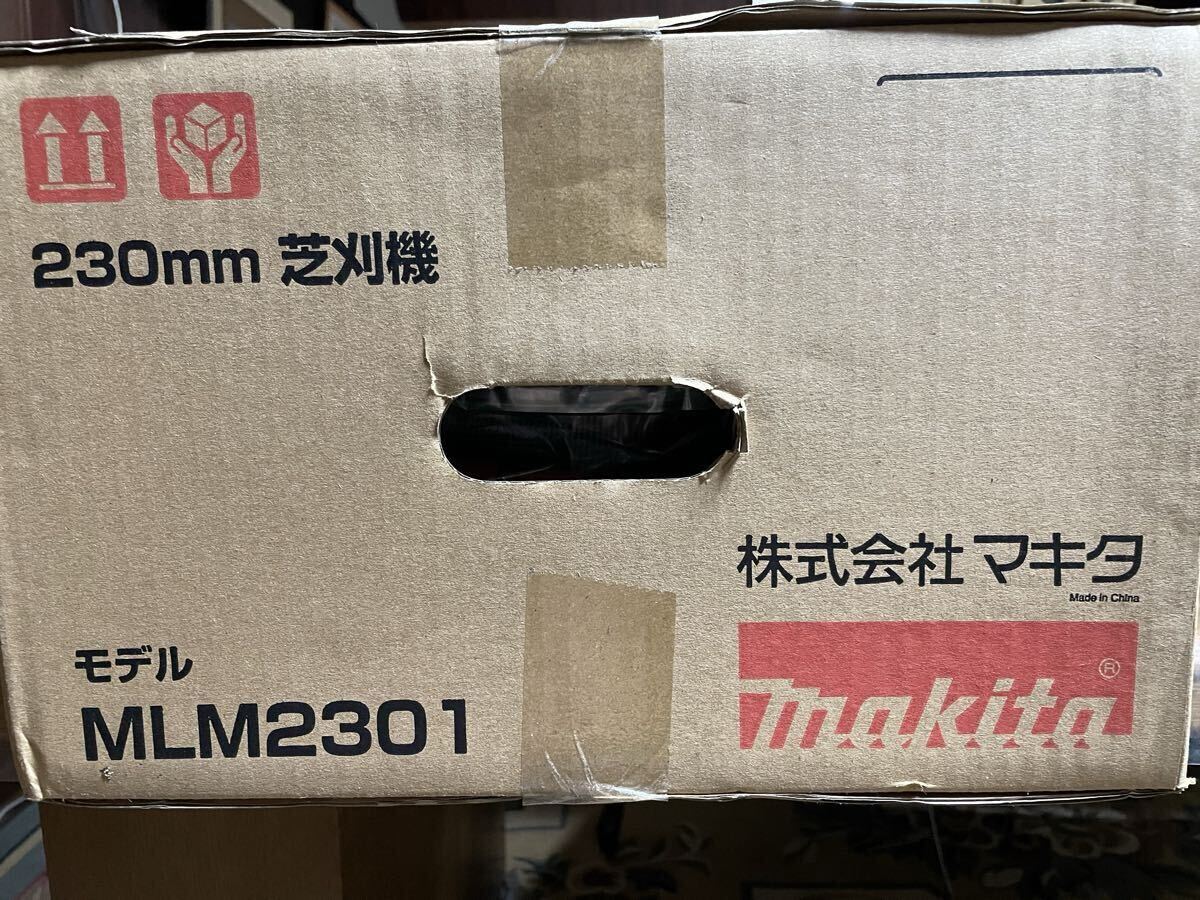 230mm 芝刈機
株式会社 マキタ
Made in China
モデル
MLM2301
makita®